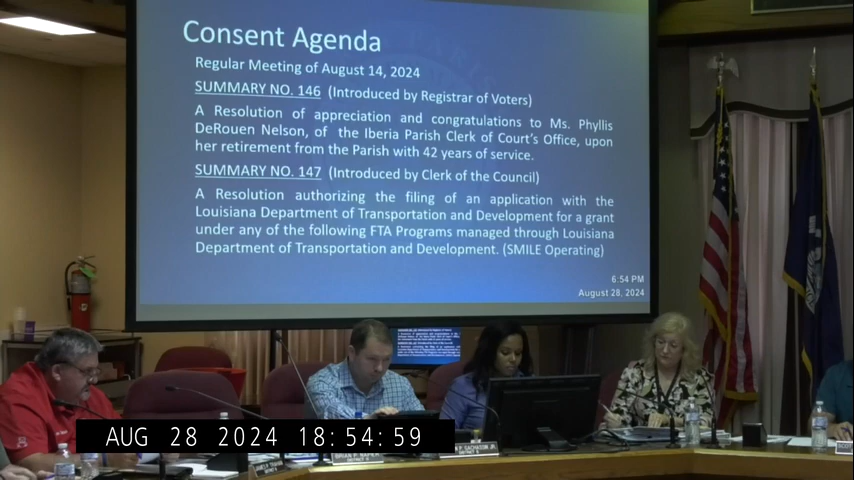 Consent Agenda
Regular Meeting of August 14, 2024
SUMMARY NO. 146 (Introduced by Registrar of Voters)
A Resolution of appreciation and congratulations to Ms. Phyllis
DeRouen Nelson, of the Iberia Parish Clerk of Court's Office, upon
her retirement from the Parish with 42 years of service.
SUMMARY NO. 147 (Introduced by Clerk of the Council)
A Resolution authorizing the filing of an application with the
Louisiana Department of Transportation and Development for a grant
under any of the following FTA Programs managed through Louisiana
Department of Transportation and Development. (SMILE Operating)
6:54 PM
August 28, 2024
AUG 28 2024 18:54:59
BRIAN P. NAPIER